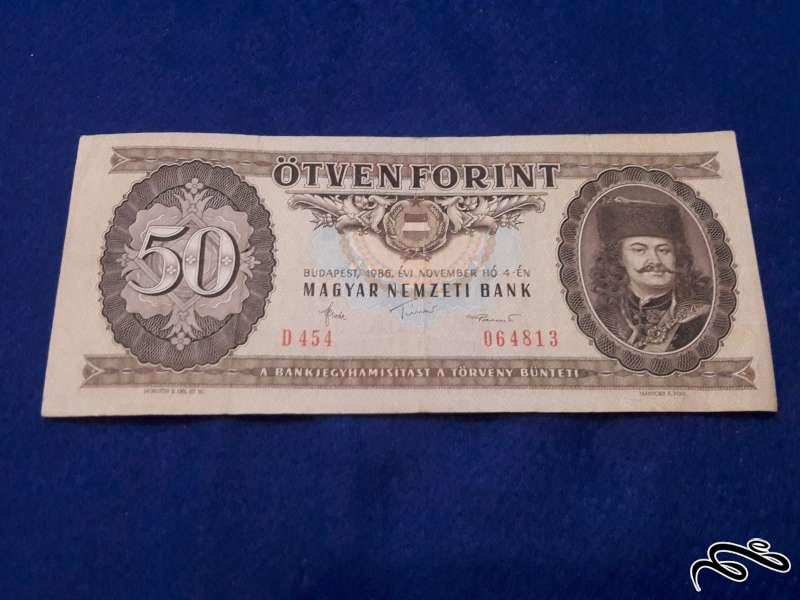 ÖTVEN FORINT
50
BUDAPEST, 1986. ÉVI NOVEMBER HÓ 4-ÉN
MAGYAR NEMZETI BANK
D 454 064813
A BANKJEGYHAMISÍTÁST A TÖRVÉNY BÜNTETI